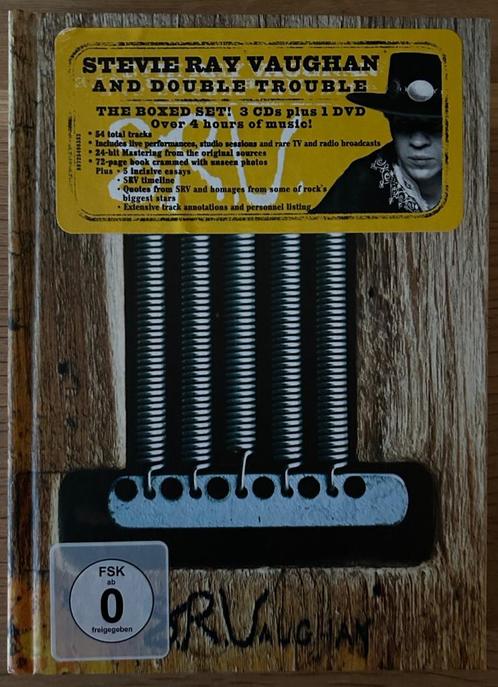 STEVIE RAY VAUGHAN
AND DOUBLE TROUBLE
THE BOXED SET! 3 CDs plus 1 DVD
Over 4 hours of music!
• 54 total tracks
• Includes live performances, studio sessions and rare TV and radio broadcasts
• 24-bit Mastering from the original sources
• 72-page book crammed with unseen photos
Plus • 5 incisive essays
• SRV timeline
• Quotes from SRV and homages from some of rock's
biggest stars
• Extensive track annotations and personnel listing
FSK
ab
0
freigegeben
S.R.VAUGHAN